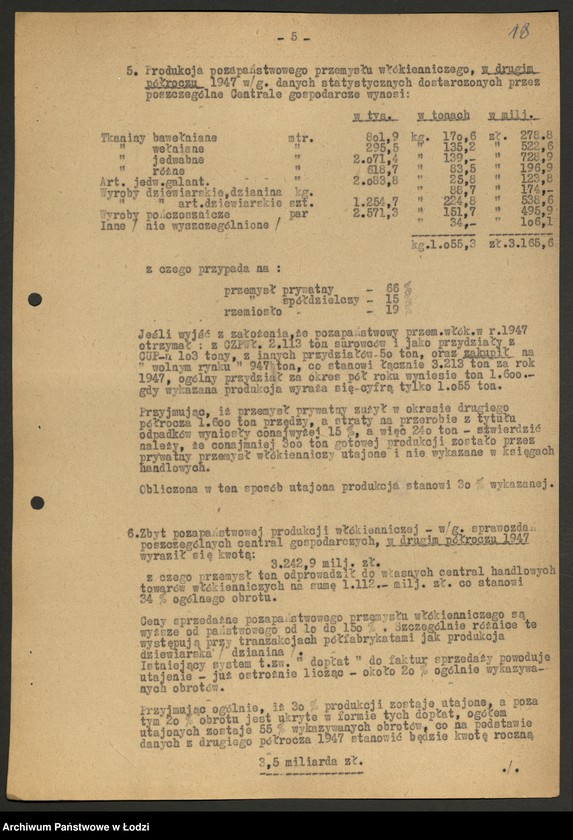 - 5 -
18
5. Produkcja pozapaństwowego przemysłu włókienniczego, w drugim
półroczu 1947 w/g. danych statystycznych dostarczonych przez
poszczególne Centrale gospodarcze wynosi:
w tys. w tonach w milj.
Tkaniny bawełniane mtr. 8o1,9 kg. 17o,6 zł. 278.8
" wełniane " 295,5 " 135,2 " 522,6
" jedwabne " 2.o71,4 " 139,- " 728,9
" różne " 618,7 " 83,5 " 196,9
Art. jedw.galant. " 2.o83,8 " 25,8 " 123,8
Wyroby dziewiarskie,dzianina kg. " 88,7 " 174,-
" " art.dziewiarskie szt. 1.254,7 " 224,8 " 538,6
Wyroby pończosznicze par 2.571,3 " 151,7 " 495,9
Inne / nie wyszczególnione / " 34,- " 1o6,1
kg.1.o55,3 zł.3.165,6
z czego przypada na :
przemysł prywatny - 66 %
" spółdzielczy - 15 %
rzemiosło - 19 %
Jeśli wyjść z założenia,że pozapaństwowy przem.włók.w r.1947
otrzymał : z CZPWł. 2.113 ton surowców i jako przydziały z
CUP-u 1o3 tony, z innych przydziałów 5o ton, oraz zakupił na
" wolnym rynku " 947 ton, co stanowi łącznie 3.213 ton za rok
1947, ogólny przydział za okres pół roku wyniesie ton 1.6oo.-
gdy wykazana produkcja wyraża się cyfrą tylko 1.o55 ton.
Przyjmując, iż przemysł prywatny zużył w okresie drugiego
półrocza 1.6oo ton przędzy, a straty na przerobie z tytułu
odpadków wyniosły conajwyżej 15 %, a więc 24o ton - stwierdzić
należy, że conajmniej 3oo ton gotowej produkcji zostało przez
prywatny przemysł włókienniczy utajone i nie wykazane w księgach
handlowych.
Obliczona w ten sposób utajona produkcja stanowi 3o % wykazanej.
6.Zbyt pozapaństwowej produkcji włókienniczej - w/g. sprawozdań
poszczególnych central gospodarczych, w drugim półroczu 1947
wyraził się kwotą:
3.242,9 milj. zł.
z czego przemysł ten odprowadził do własnych central handlowych
towarów włókienniczych na sumę 1.112.- milj. zł. co stanowi
34 % ogólnego obrotu.
Ceny sprzedażne pozapaństwowego przemysłu włókienniczego są
wyższe od państwowego od 1o do 15o % . Szczególnie różnice te
występują przy tranzakcjach półfabrykatami jak produkcja
dziewiarska / dzianina /.
Istniejący system t.zw. " dopłat " do faktur sprzedaży powoduje
utajenie - już ostrożnie licząc - około 2o % ogólnie wykazywa-
nych obrotów.
Przyjmując ogólnie, iż 3o % produkcji zostaje utajone, a poza
tym 2o % obrotu jest ukryte w formie tych dopłat, ogółem
utajonych zostaje 55 % wykazywanych obrotów, co na podstawie
danych z drugiego półrocza 1947 stanowić będzie kwotę roczną
3,5 miliarda zł.
./.
Archiwum Państwowe w Łodzi